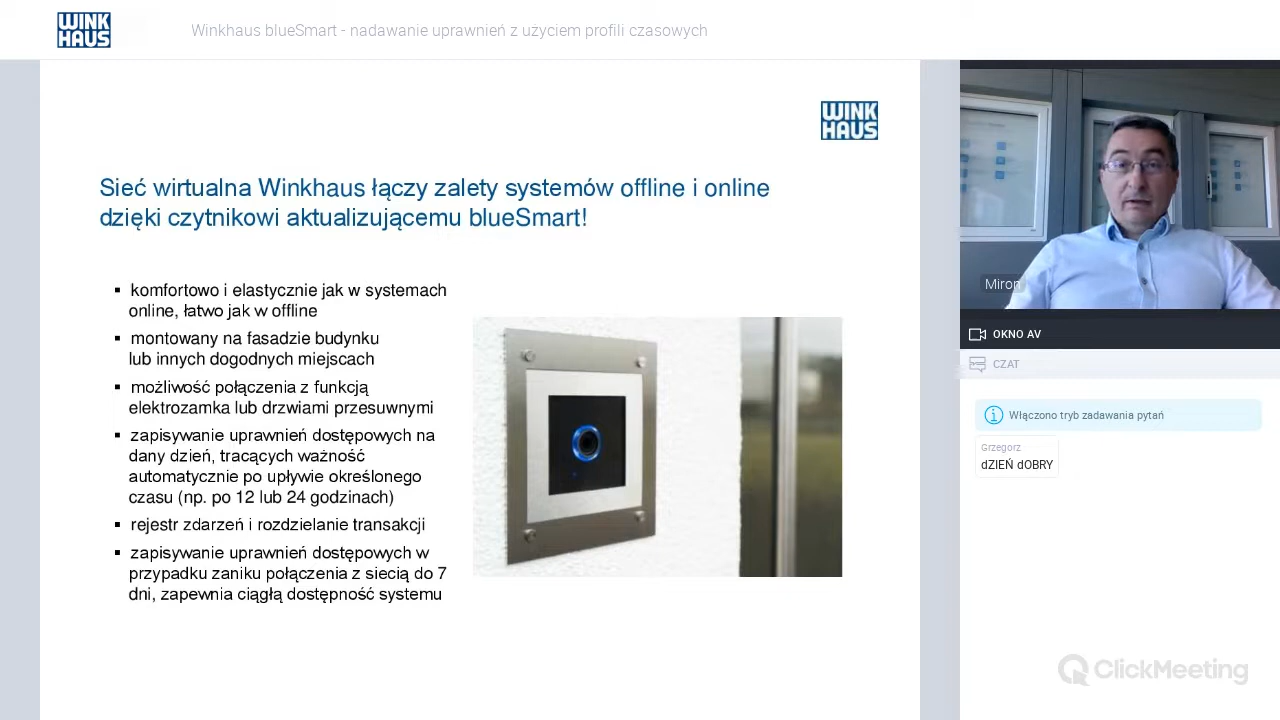 WINK
HAUS
Winkhaus blueSmart - nadawanie uprawnień z użyciem profili czasowych
WINK
HAUS
Sieć wirtualna Winkhaus łączy zalety systemów offline i online
dzięki czytnikowi aktualizującemu blueSmart!
▪ komfortowo i elastycznie jak w systemach
online, łatwo jak w offline
▪ montowany na fasadzie budynku
lub innych dogodnych miejscach
▪ możliwość połączenia z funkcją
elektrozamka lub drzwiami przesuwnymi
▪ zapisywanie uprawnień dostępowych na
dany dzień, tracących ważność
automatycznie po upływie określonego
czasu (np. po 12 lub 24 godzinach)
▪ rejestr zdarzeń i rozdzielanie transakcji
▪ zapisywanie uprawnień dostępowych w
przypadku zaniku połączenia z siecią do 7
dni, zapewnia ciągłą dostępność systemu
Miron
OKNO AV
CZAT
Włączono tryb zadawania pytań
Grzegorz
dZIEŃ dOBRY
ClickMeeting